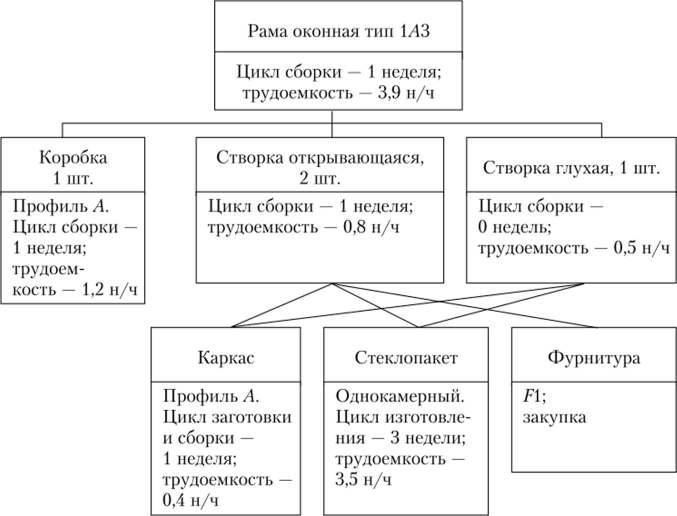 Рама оконная тип 1АЗ
Цикл сборки — 1 неделя;
трудоемкость — 3,9 н/ч
Коробка
1 шт.
Профиль А.
Цикл сборки —
1 неделя;
трудоем-
кость — 1,2 н/ч
Створка открывающаяся,
2 шт.
Цикл сборки — 1 неделя;
трудоемкость — 0,8 н/ч
Створка глухая, 1 шт.
Цикл сборки —
0 недель;
трудоемкость — 0,5 н/ч
Каркас
Профиль А.
Цикл заготовки
и сборки —
1 неделя;
трудоемкость —
0,4 н/ч
Стеклопакет
Однокамерный.
Цикл изготовле-
ния — 3 недели;
трудоемкость —
3,5 н/ч
Фурнитура
F1;
закупка